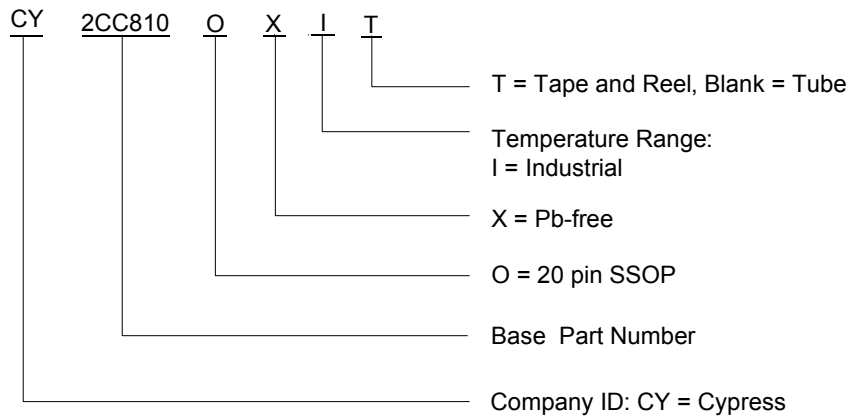 CY 2CC810 O X I T
T = Tape and Reel, Blank = Tube
Temperature Range:
I = Industrial
X = Pb-free
O = 20 pin SSOP
Base Part Number
Company ID: CY = Cypress